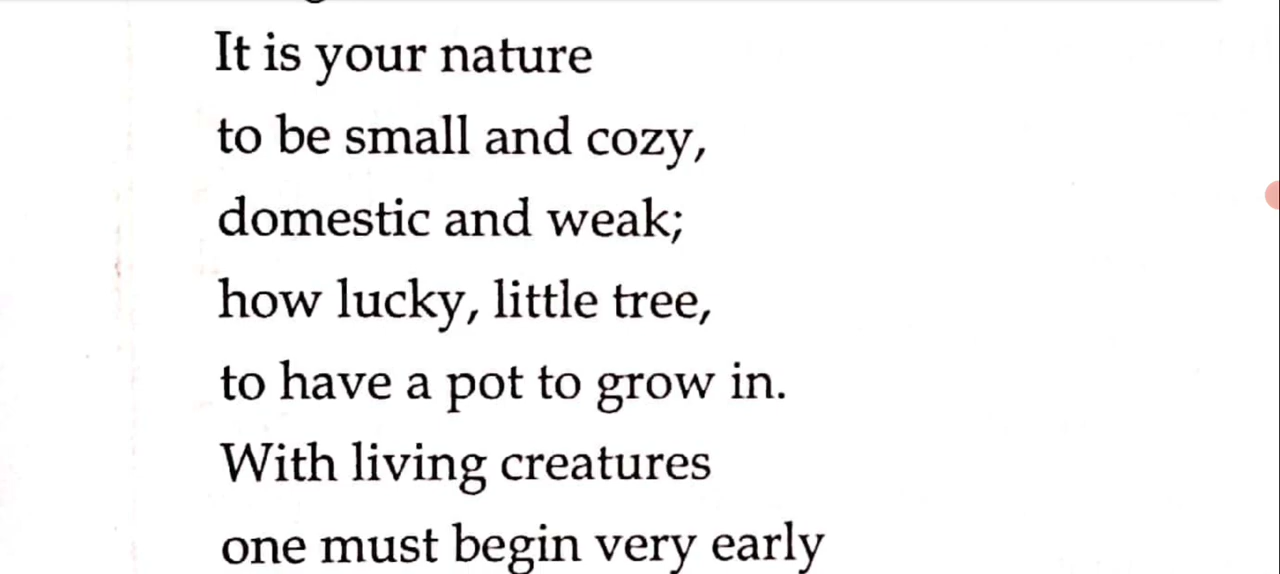 It is your nature
to be small and cozy,
domestic and weak;
how lucky, little tree,
to have a pot to grow in.
With living creatures
one must begin very early